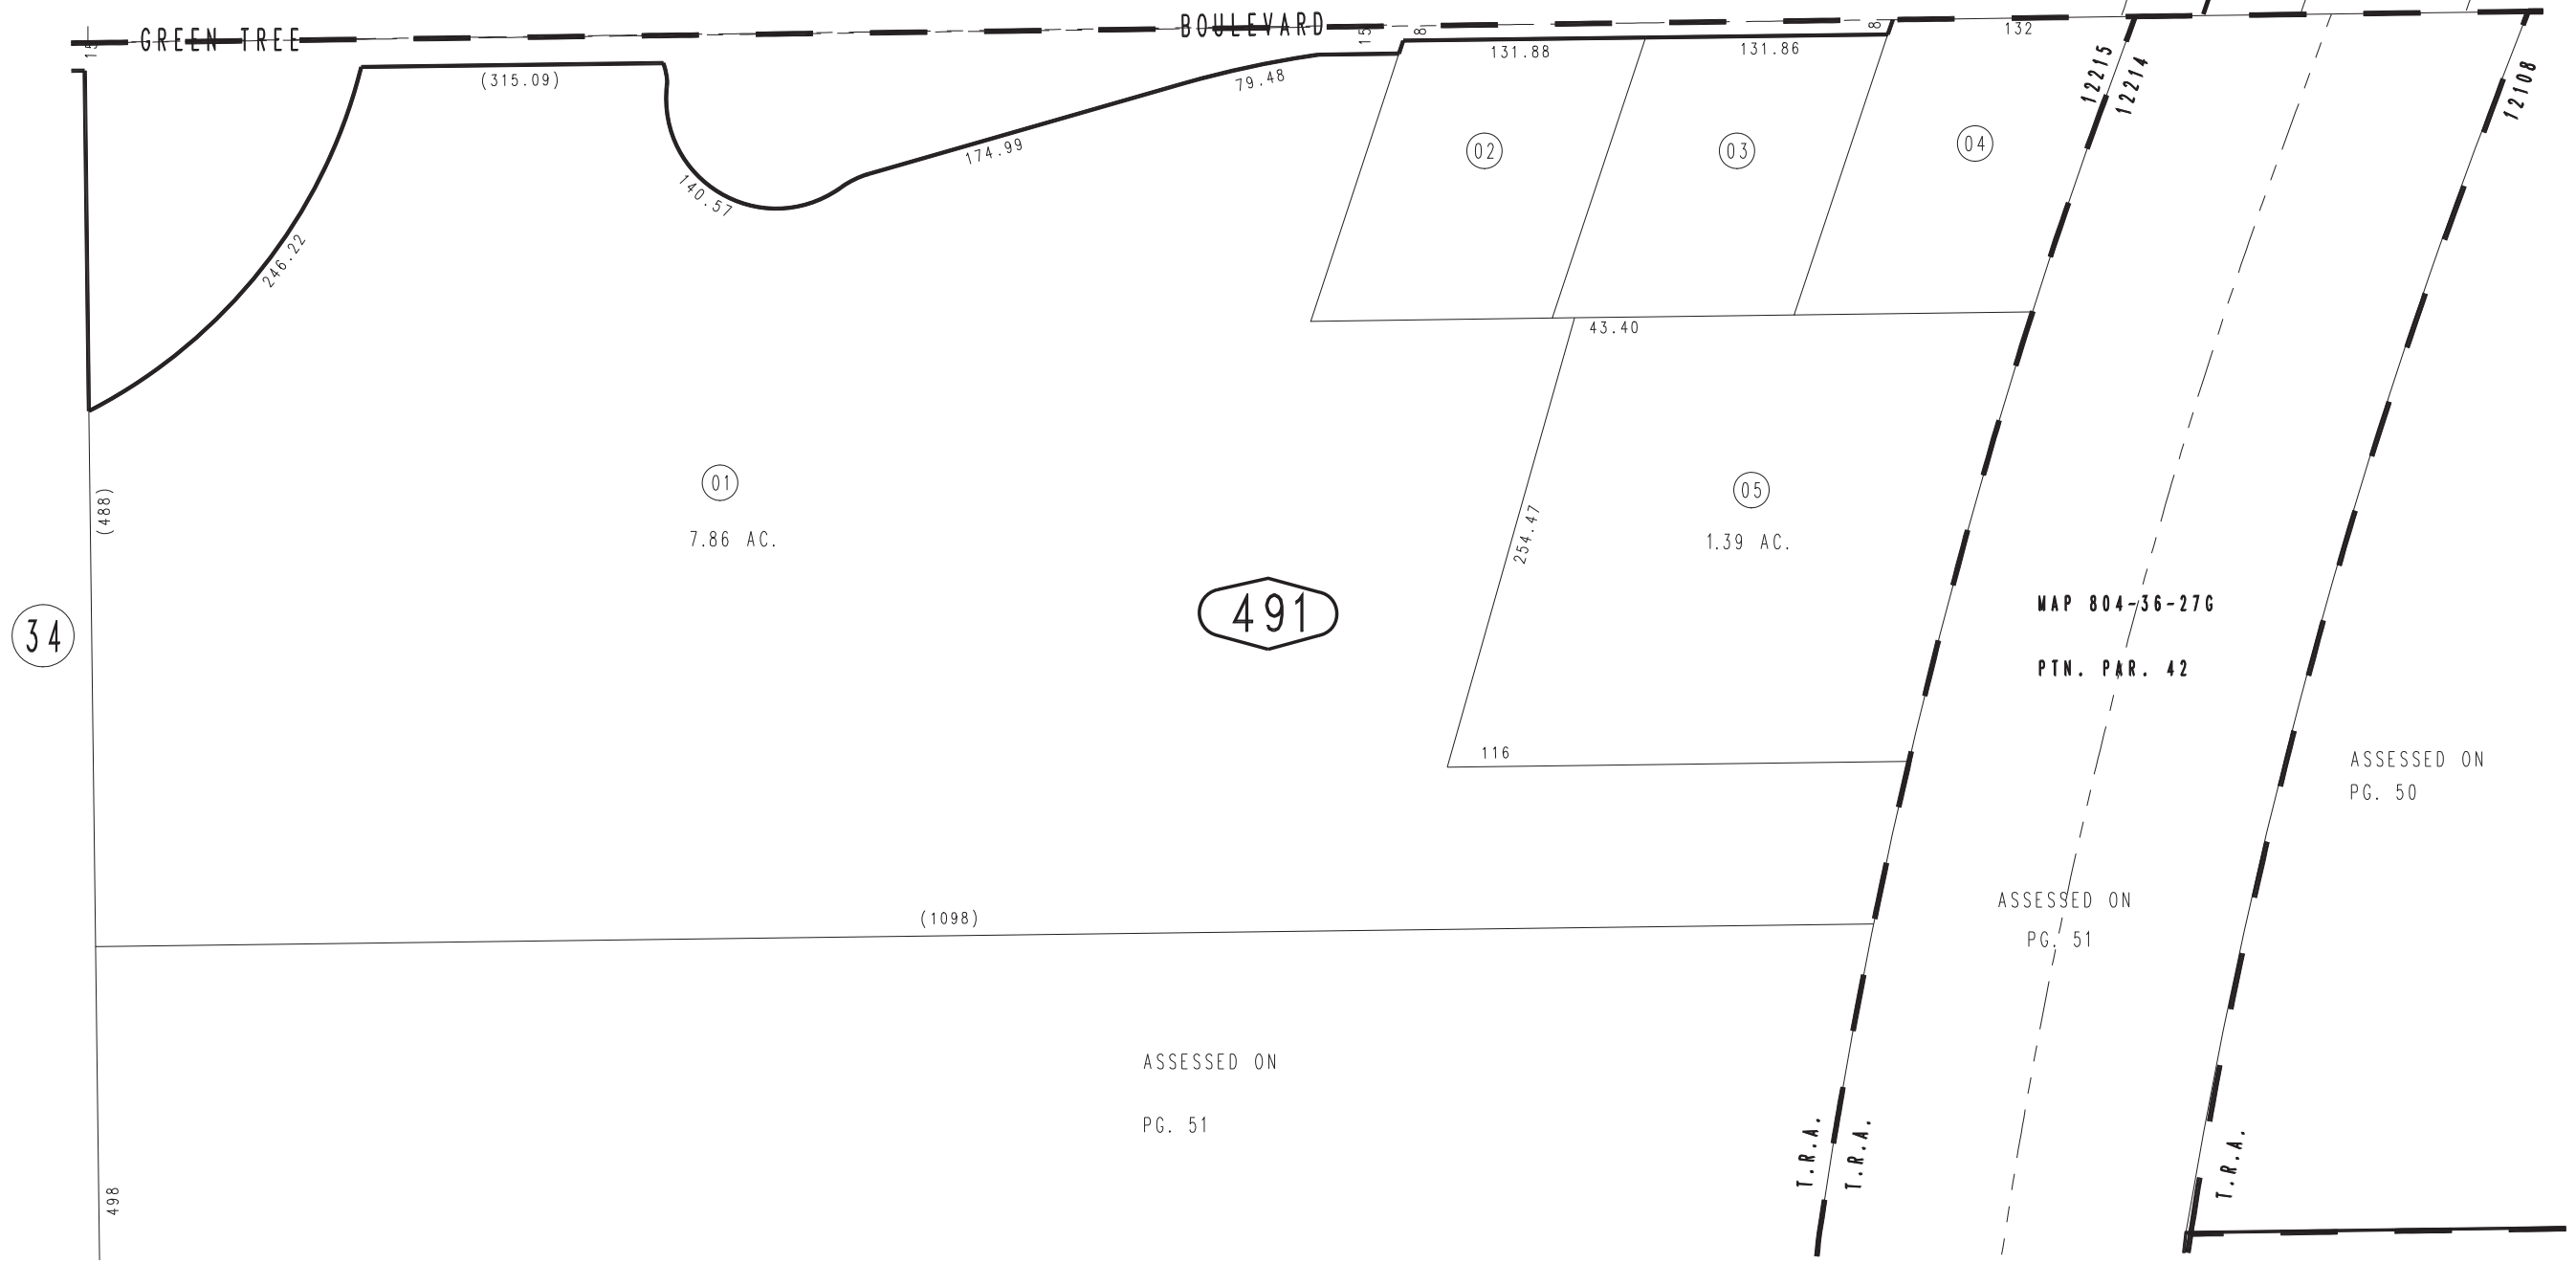 GREEN TREE BOULEVARD
15
8
8
132
131.88
131.86
(315.09)
79.48
174.99
140.57
246.22
12215
12214
12108
02
03
04
43.40
01
7.86 AC.
(488)
05
1.39 AC.
254.47
491
34
MAP 804-36-27G
PTN. PAR. 42
116
ASSESSED ON
PG. 50
(1098)
ASSESSED ON
PG. 51
ASSESSED ON
PG. 51
T.R.A.
T.R.A.
T.R.A.
498